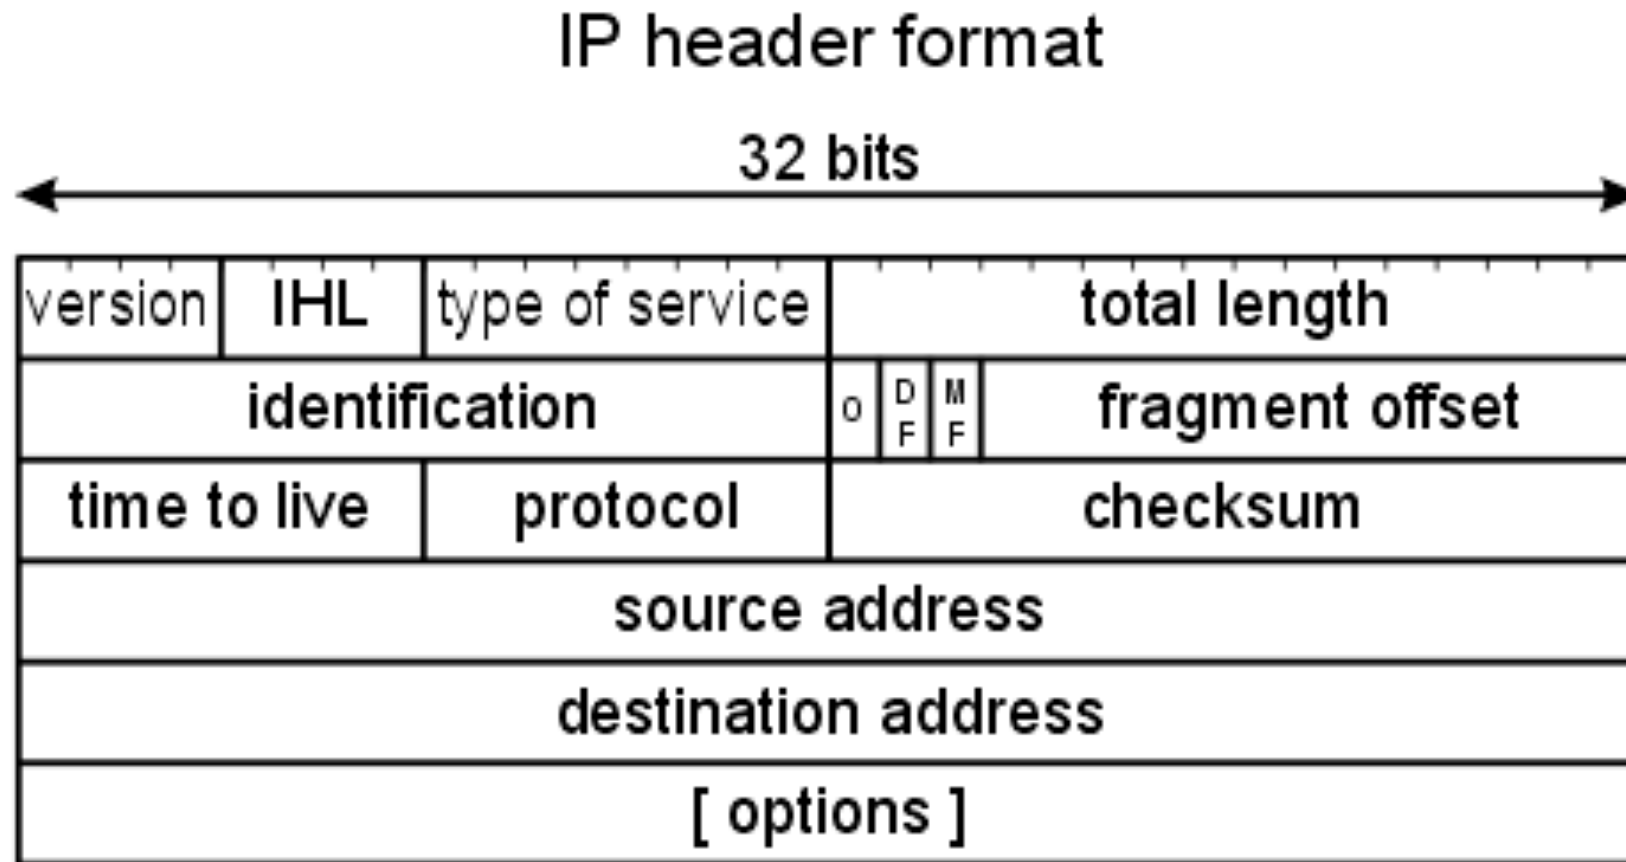 IP header format
32 bits
version IHL type of service total length
identification o D F M F fragment offset
time to live protocol checksum
source address
destination address
[ options ]